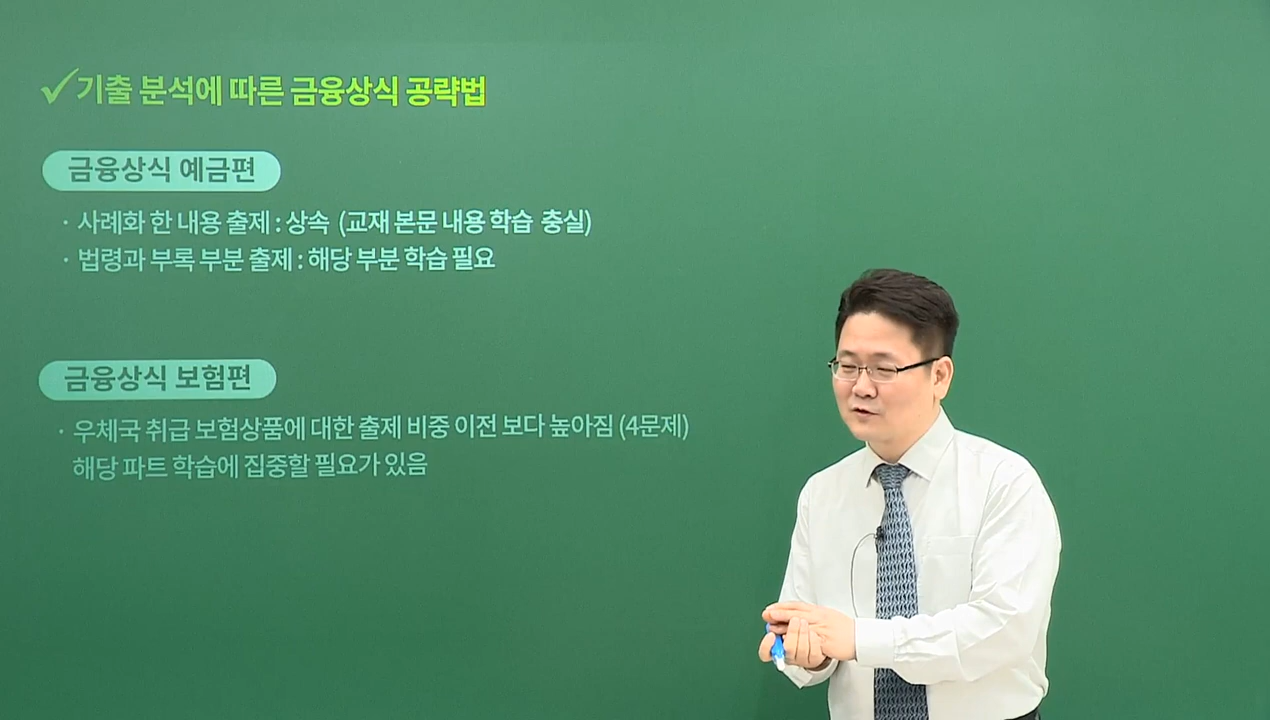 기출 분석에 따른 금융상식 공략법
금융상식 예금편
· 사례화 한 내용 출제 : 상속 (교재 본문 내용 학습 충실)
· 법령과 부록 부분 출제 : 해당 부분 학습 필요
금융상식 보험편
· 우체국 취급 보험상품에 대한 출제 비중 이전 보다 높아짐 (4문제)
해당 파트 학습에 집중할 필요가 있음